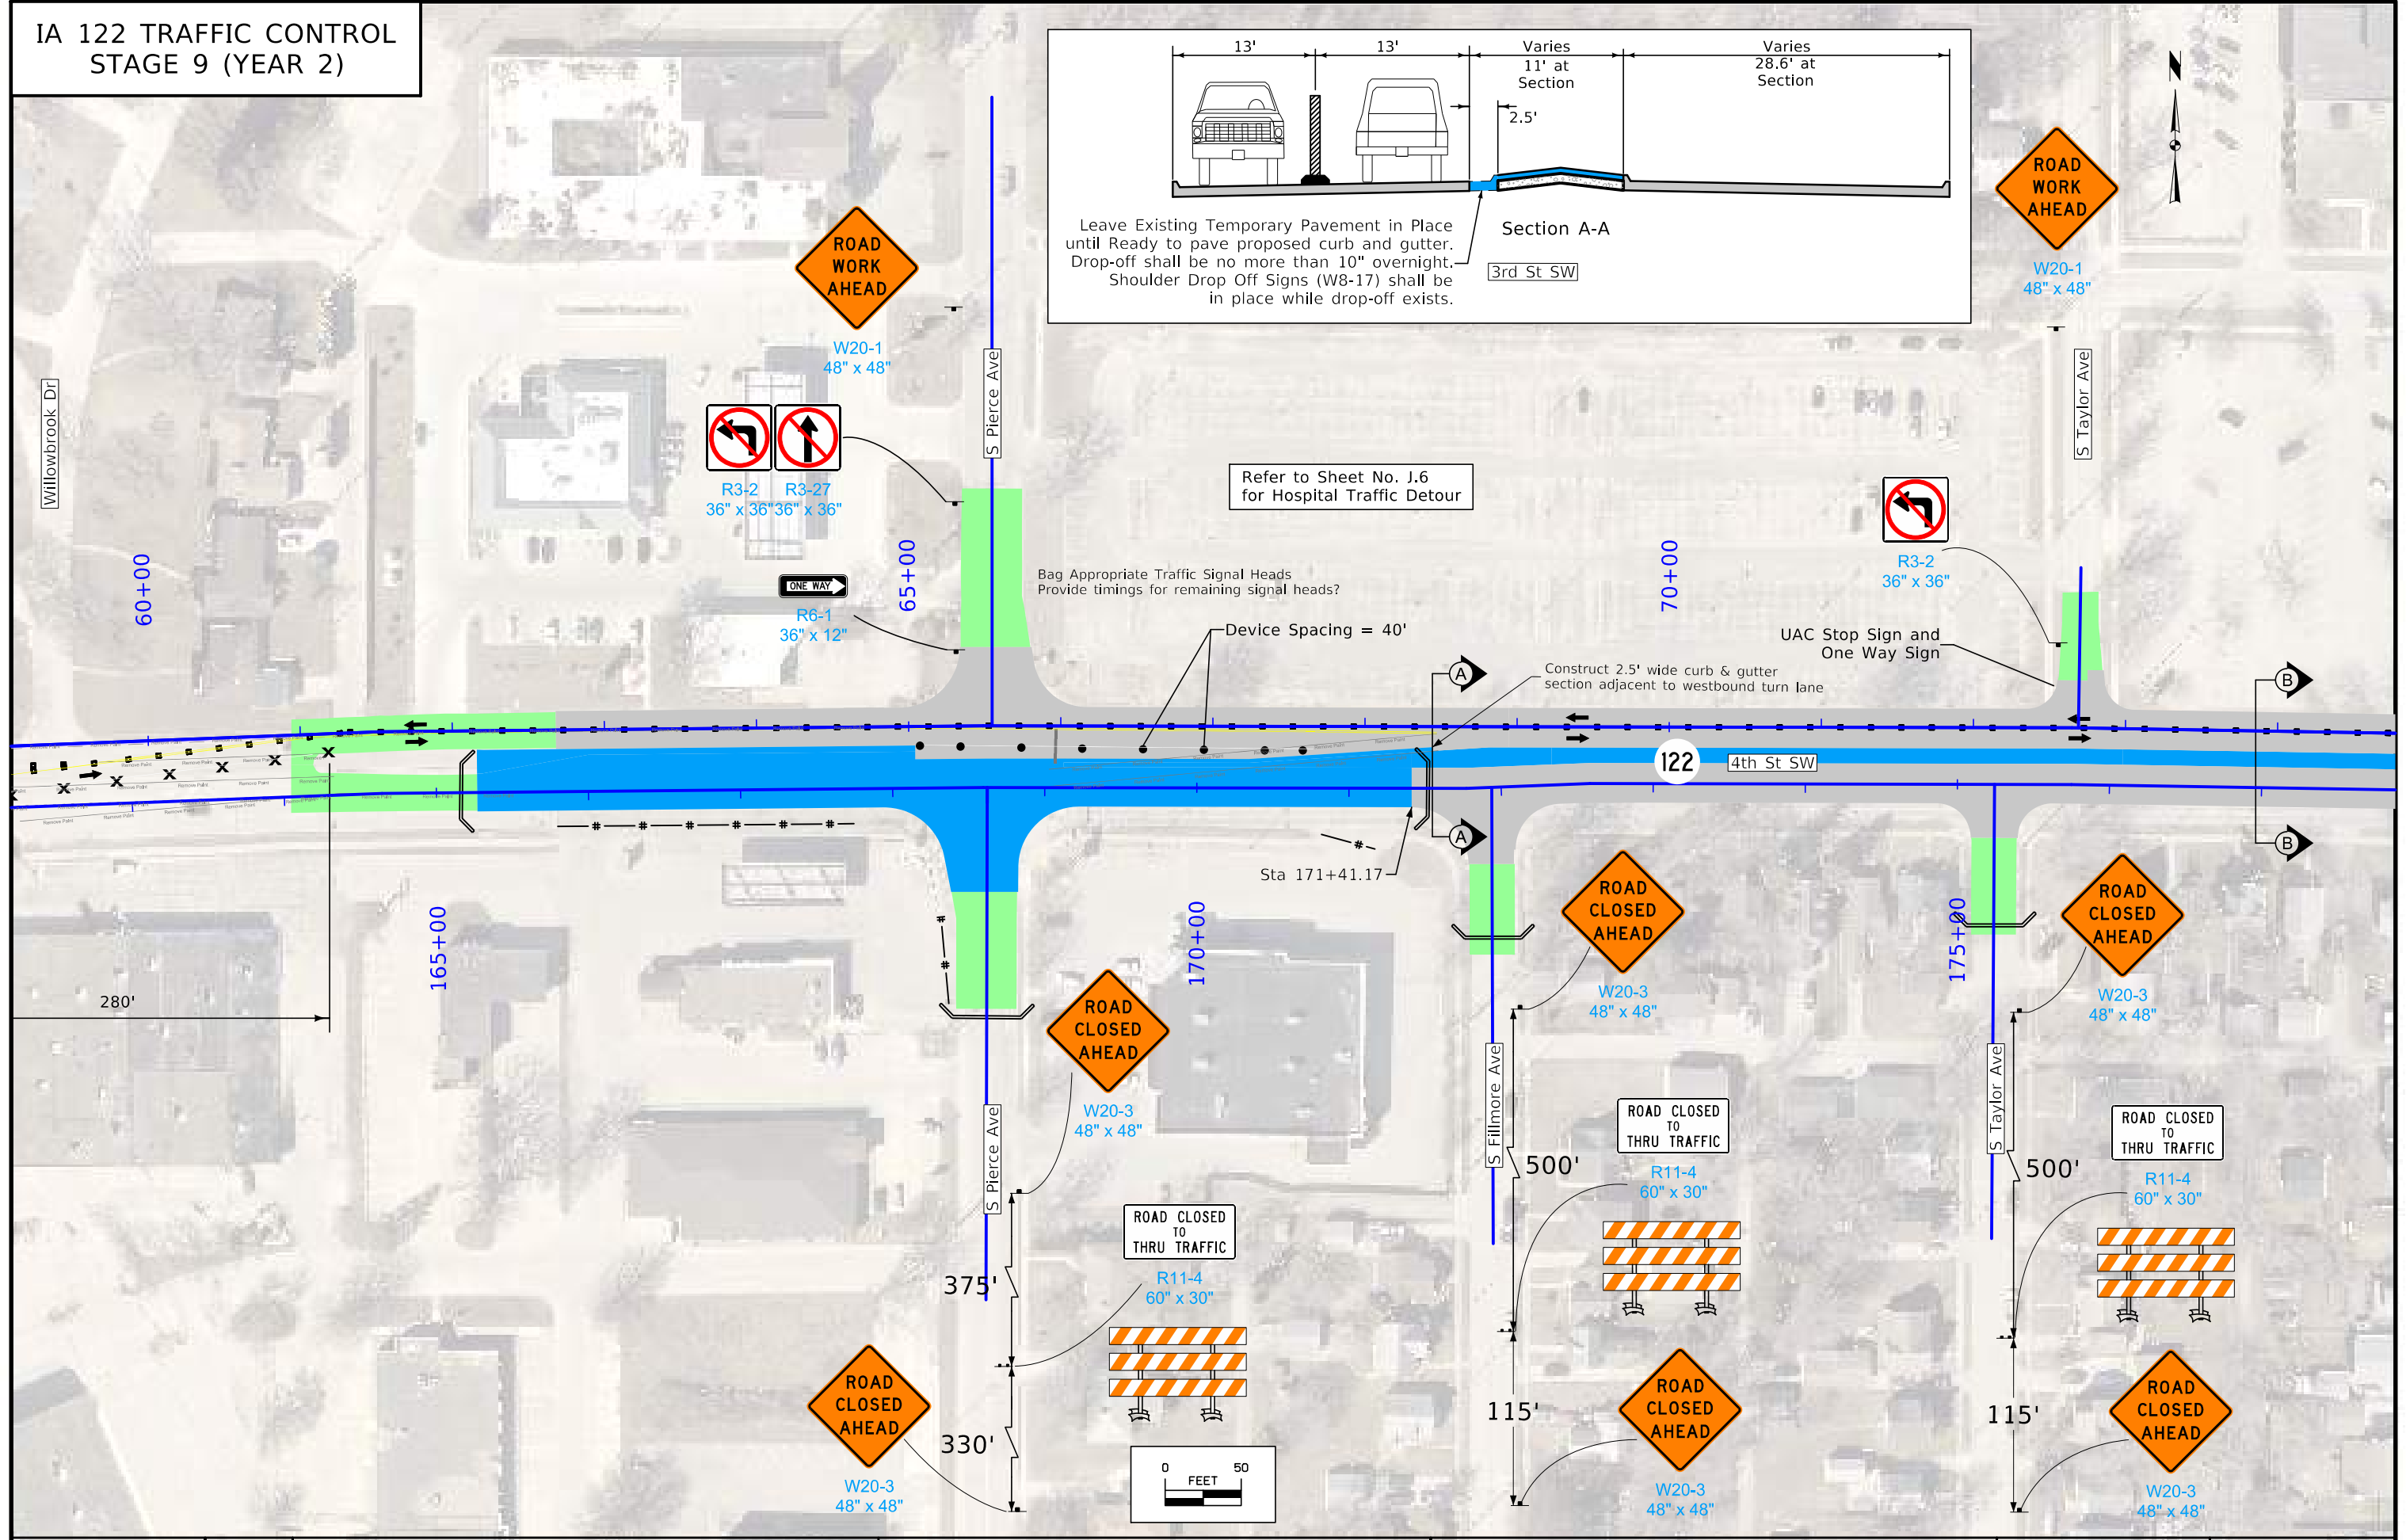 IA 122 TRAFFIC CONTROL
STAGE 9 (YEAR 2)
13'
13'
Varies
11' at
Section
Varies
28.6' at
Section
2.5'
Leave Existing Temporary Pavement in Place
until Ready to pave proposed curb and gutter.
Drop-off shall be no more than 10" overnight.
Shoulder Drop Off Signs (W8-17) shall be
in place while drop-off exists.
Section A-A
3rd St SW
N
ROAD
WORK
AHEAD
W20-1
48" x 48"
ROAD
WORK
AHEAD
W20-1
48" x 48"
Willowbrook Dr
S Pierce Ave
S Taylor Ave
R3-2
36" x 36"
R3-27
36" x 36"
Refer to Sheet No. J.6
for Hospital Traffic Detour
R3-2
36" x 36"
60+00
65+00
70+00
ONE WAY
R6-1
36" x 12"
Bag Appropriate Traffic Signal Heads
Provide timings for remaining signal heads?
Device Spacing = 40'
UAC Stop Sign and
One Way Sign
A
Construct 2.5' wide curb & gutter
section adjacent to westbound turn lane
B
122
4th St SW
Remove Paint
Remove Paint
Remove Paint
Remove Paint
Remove Paint
Remove Paint
A
B
Sta 171+41.17
165+00
170+00
175+00
280'
ROAD
CLOSED
AHEAD
W20-3
48" x 48"
ROAD
CLOSED
AHEAD
W20-3
48" x 48"
ROAD
CLOSED
AHEAD
W20-3
48" x 48"
S Pierce Ave
S Fillmore Ave
S Taylor Ave
ROAD CLOSED
TO
THRU TRAFFIC
R11-4
60" x 30"
500'
ROAD CLOSED
TO
THRU TRAFFIC
R11-4
60" x 30"
500'
ROAD CLOSED
TO
THRU TRAFFIC
R11-4
60" x 30"
375'
330'
115'
115'
ROAD
CLOSED
AHEAD
W20-3
48" x 48"
ROAD
CLOSED
AHEAD
W20-3
48" x 48"
ROAD
CLOSED
AHEAD
W20-3
48" x 48"
0 50
FEET